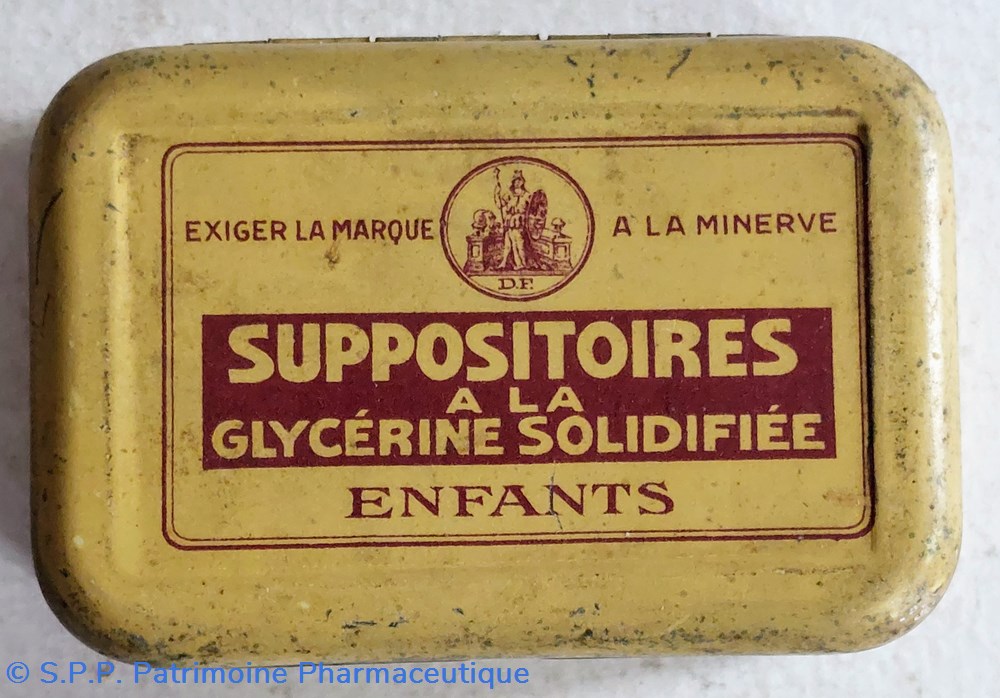 EXIGER LA MARQUE A LA MINERVE
D.F.
SUPPOSITOIRES
A LA
GLYCÉRINE SOLIDIFIÉE
ENFANTS
© S.P.P. Patrimoine Pharmaceutique